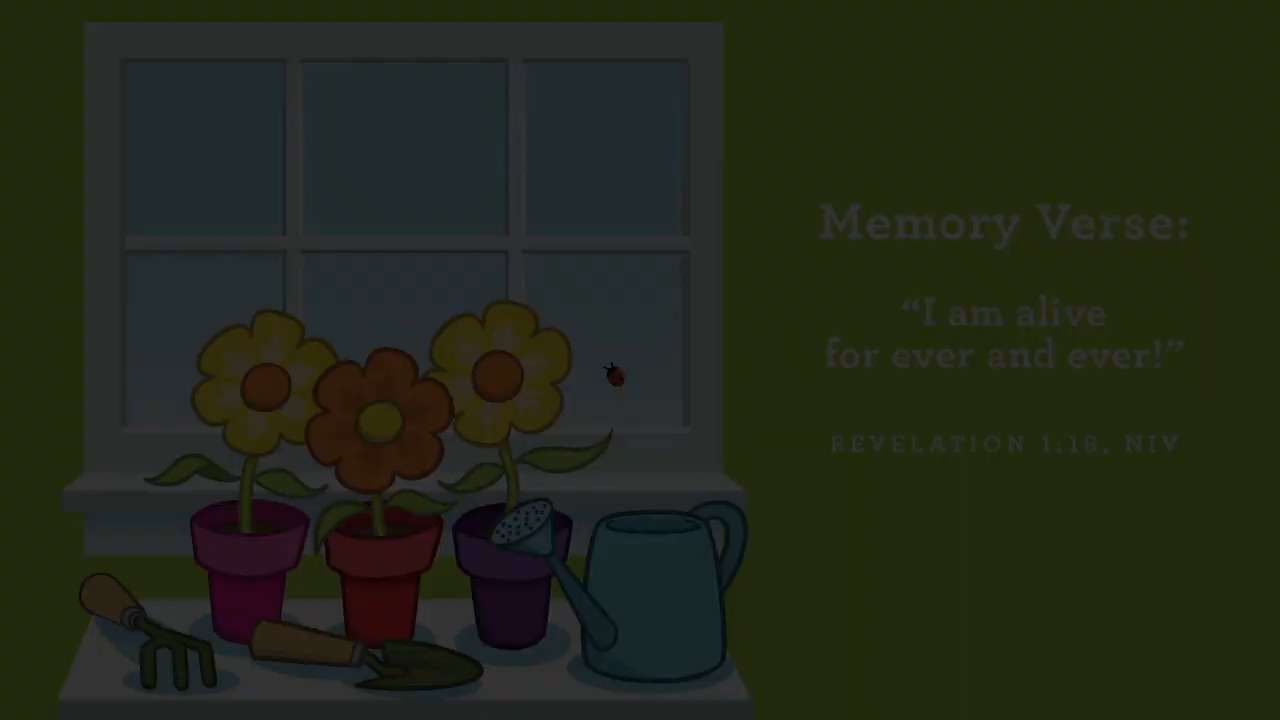 Memory Verse:
“I am alive
for ever and ever!”
REVELATION 1:18, NIV